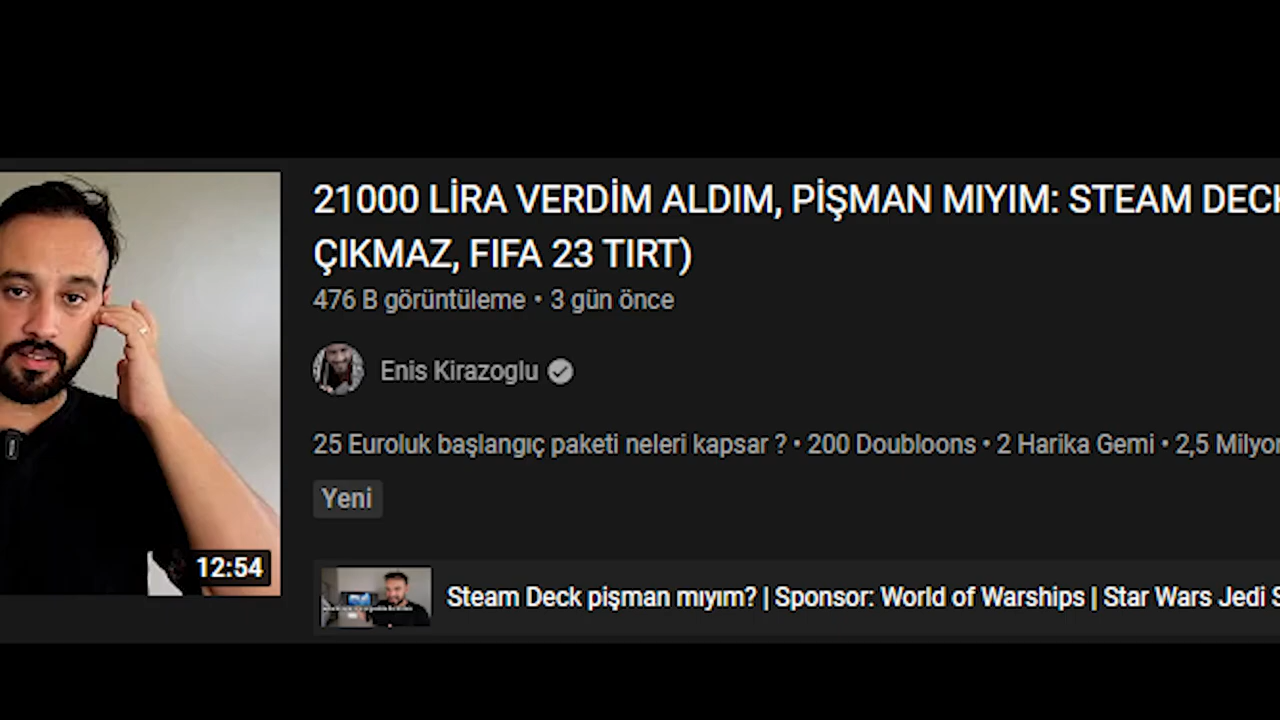 21000 LİRA VERDİM ALDIM, PİŞMAN MIYIM: STEAM DECK
ÇIKMAZ, FIFA 23 TIRT)
476 B görüntüleme • 3 gün önce
Enis Kirazoglu
25 Euroluk başlangıç paketi neleri kapsar ? • 200 Doubloons • 2 Harika Gemi • 2,5 Milyon
Yeni
12:54
Steam Deck pişman mıyım? | Sponsor: World of Warships | Star Wars Jedi S